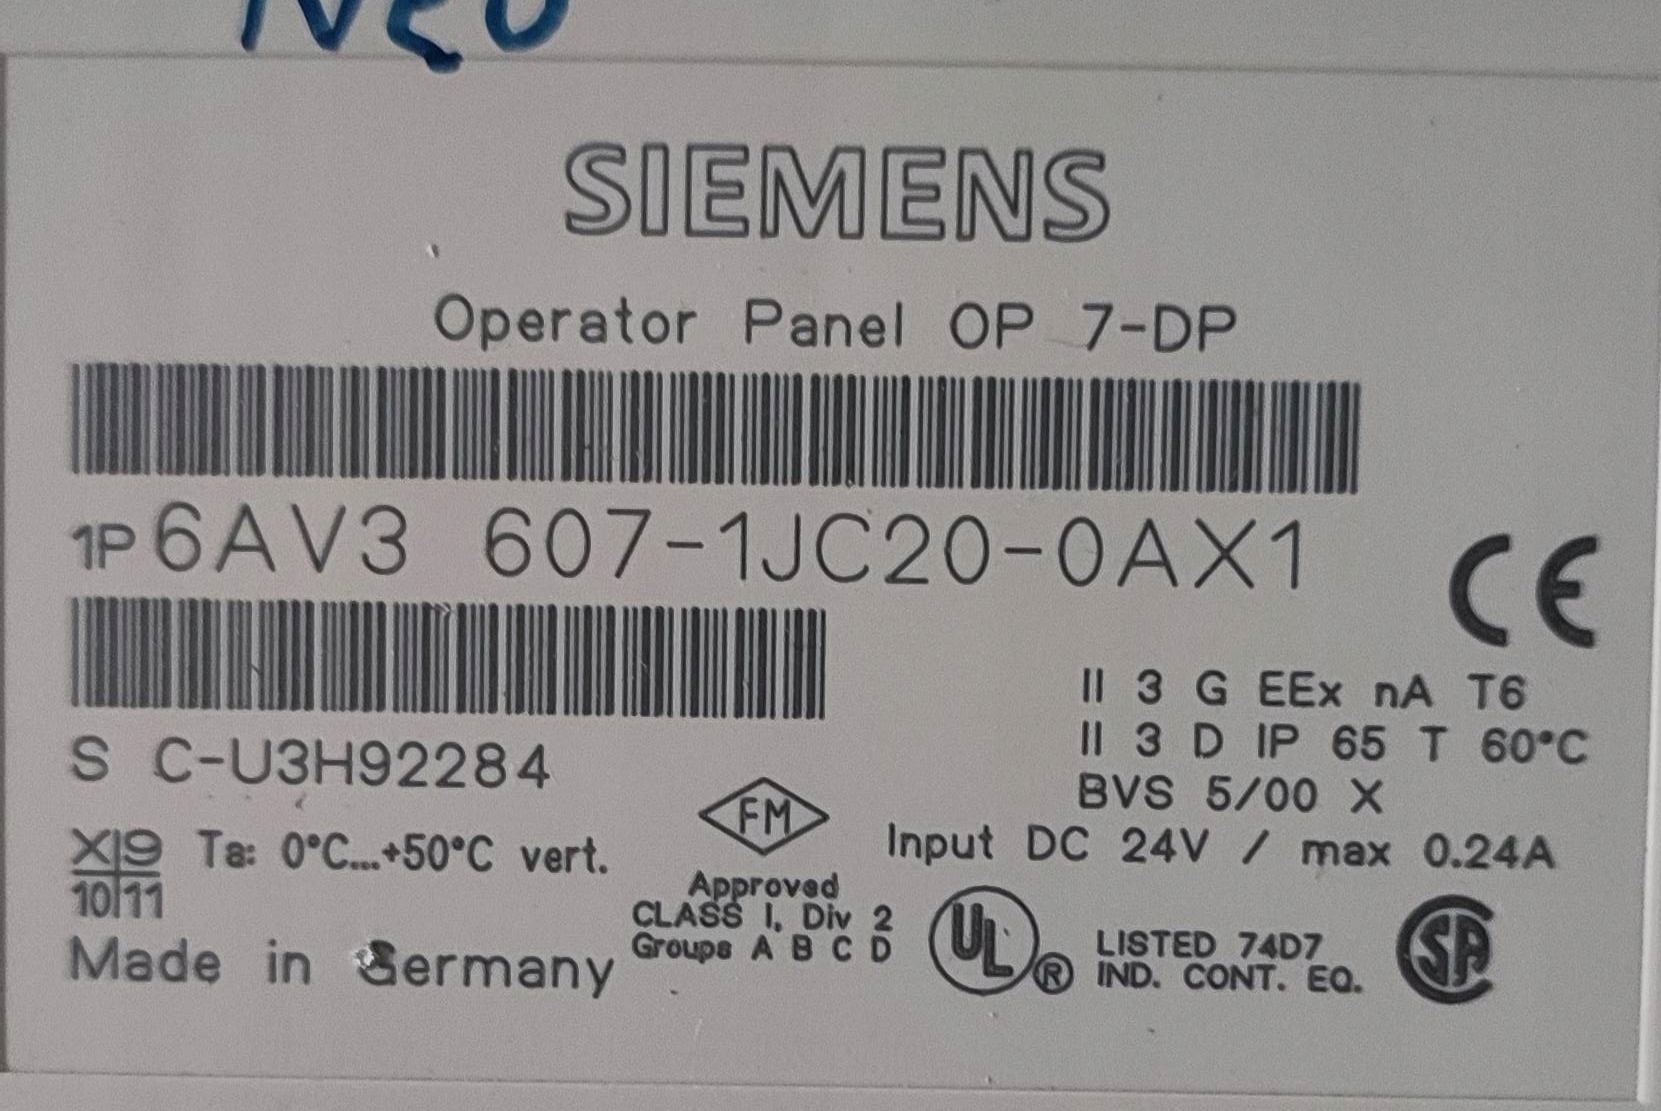 Neu
SIEMENS
Operator Panel OP 7-DP
1P 6AV3 607-1JC20-0AX1
CE
S C-U3H92284
II 3 G EEx nA T6
II 3 D IP 65 T 60°C
BVS 5/00 X
Input DC 24V / max 0.24A
X 9 Ta: 0°C...+50°C vert.
10 11
Made in Germany
FM
Approved
CLASS I, Div 2
Groups A B C D
UL ®
LISTED 74D7
IND. CONT. EQ.
SA